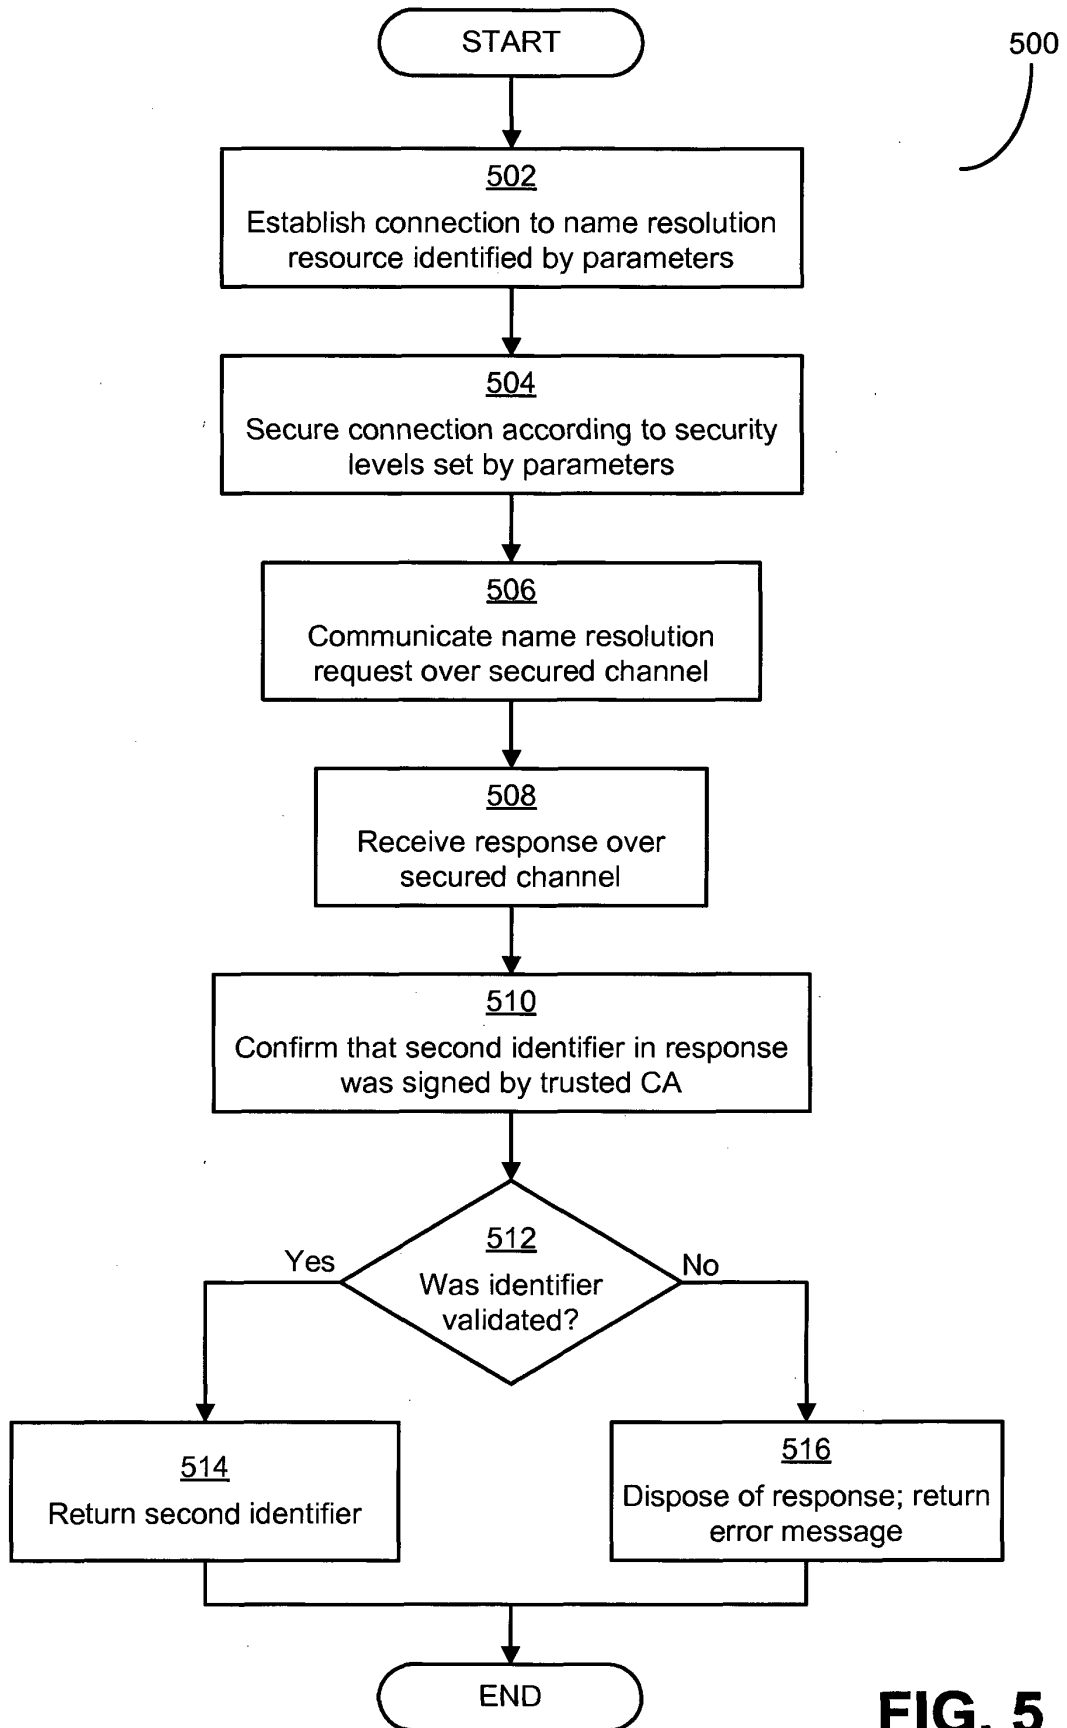 START
500
502
Establish connection to name resolution
resource identified by parameters
504
Secure connection according to security
levels set by parameters
506
Communicate name resolution
request over secured channel
508
Receive response over
secured channel
510
Confirm that second identifier in response
was signed by trusted CA
512
Was identifier
validated?
Yes
No
514
Return second identifier
516
Dispose of response; return
error message
END
FIG. 5